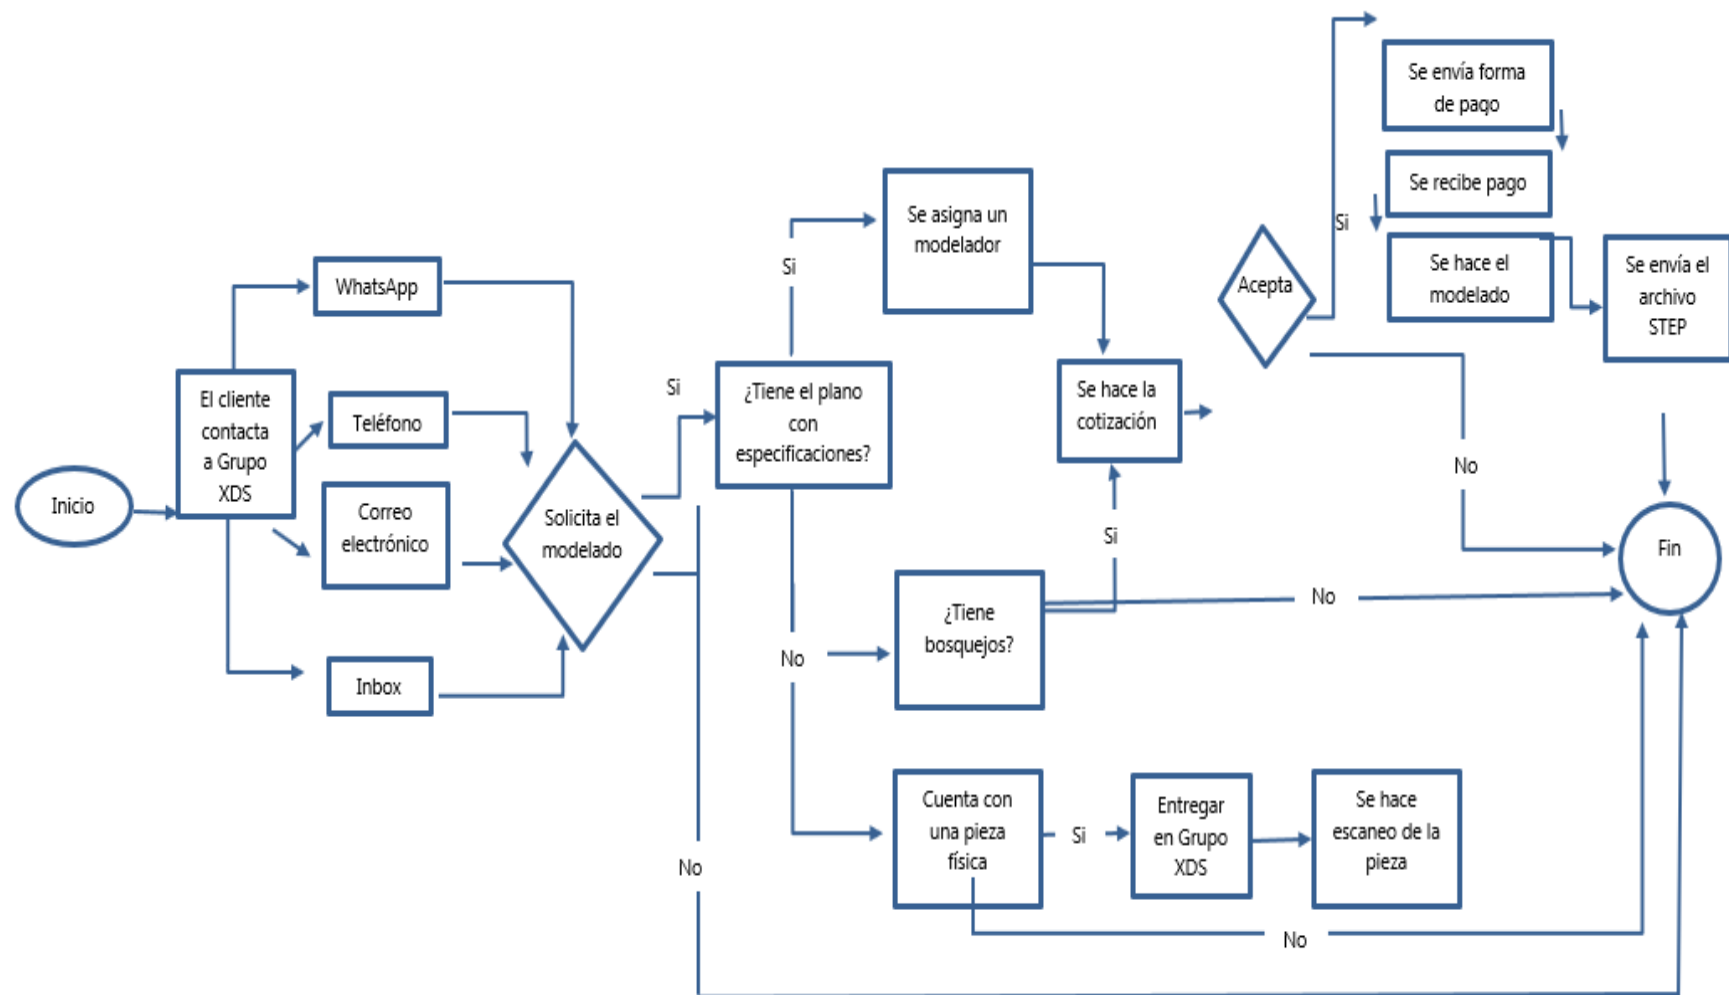 Inicio
El cliente
contacta
a Grupo
XDS
WhatsApp
Teléfono
Correo
electrónico
Inbox
Solicita el
modelado
Si
No
¿Tiene el plano
con
especificaciones?
Si
No
Se asigna un
modelador
¿Tiene
bosquejos?
Si
No
Cuenta con
una pieza
física
Si
No
Entregar
en Grupo
XDS
Se hace
escaneo de la
pieza
Se hace la
cotización
Acepta
Si
No
Se envía forma
de pago
Se recibe pago
Se hace el
modelado
Se envía el
archivo
STEP
Fin